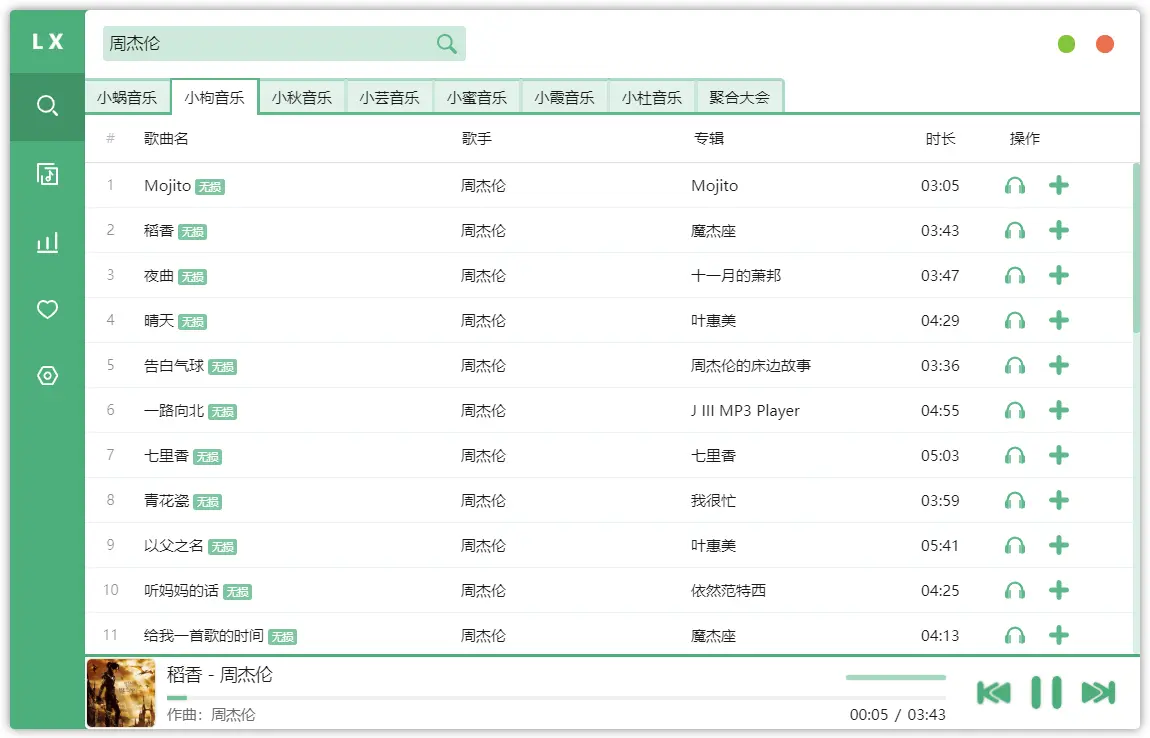 LX
周杰伦
小蜗音乐 小枸音乐 小秋音乐 小芸音乐 小蜜音乐 小霞音乐 小杜音乐 聚合大会
# 歌曲名 歌手 专辑 时长 操作
1 Mojito 无损 周杰伦 Mojito 03:05
2 稻香 无损 周杰伦 魔杰座 03:43
3 夜曲 无损 周杰伦 十一月的萧邦 03:47
4 晴天 无损 周杰伦 叶惠美 04:29
5 告白气球 无损 周杰伦 周杰伦的床边故事 03:36
6 一路向北 无损 周杰伦 J III MP3 Player 04:55
7 七里香 无损 周杰伦 七里香 05:03
8 青花瓷 无损 周杰伦 我很忙 03:59
9 以父之名 无损 周杰伦 叶惠美 05:41
10 听妈妈的话 无损 周杰伦 依然范特西 04:25
11 给我一首歌的时间 无损 周杰伦 魔杰座 04:13
稻香 - 周杰伦
作曲：周杰伦 00:05 / 03:43